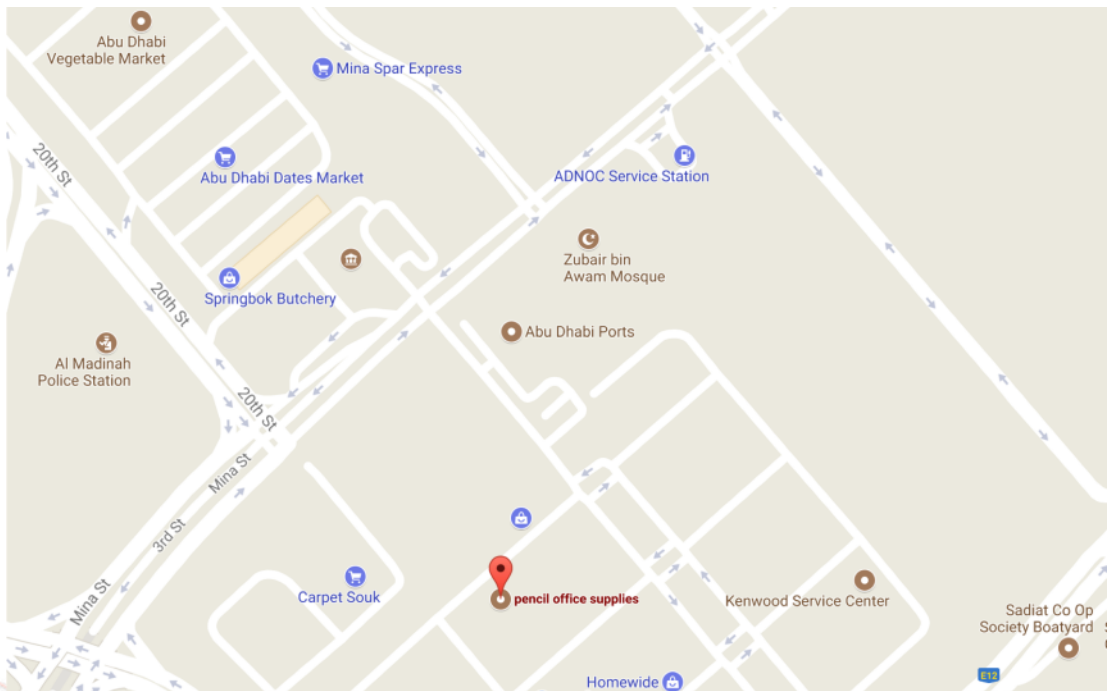 Abu Dhabi
Vegetable Market
Mina Spar Express
20th St
Abu Dhabi Dates Market
ADNOC Service Station
Zubair bin
Awam Mosque
20th St
Springbok Butchery
Abu Dhabi Ports
Al Madinah
Police Station
20th St
Mina St
3rd St
Mina St
Carpet Souk
pencil office supplies
Kenwood Service Center
Sadiat Co Op
Society Boatyard
E12
Homewide